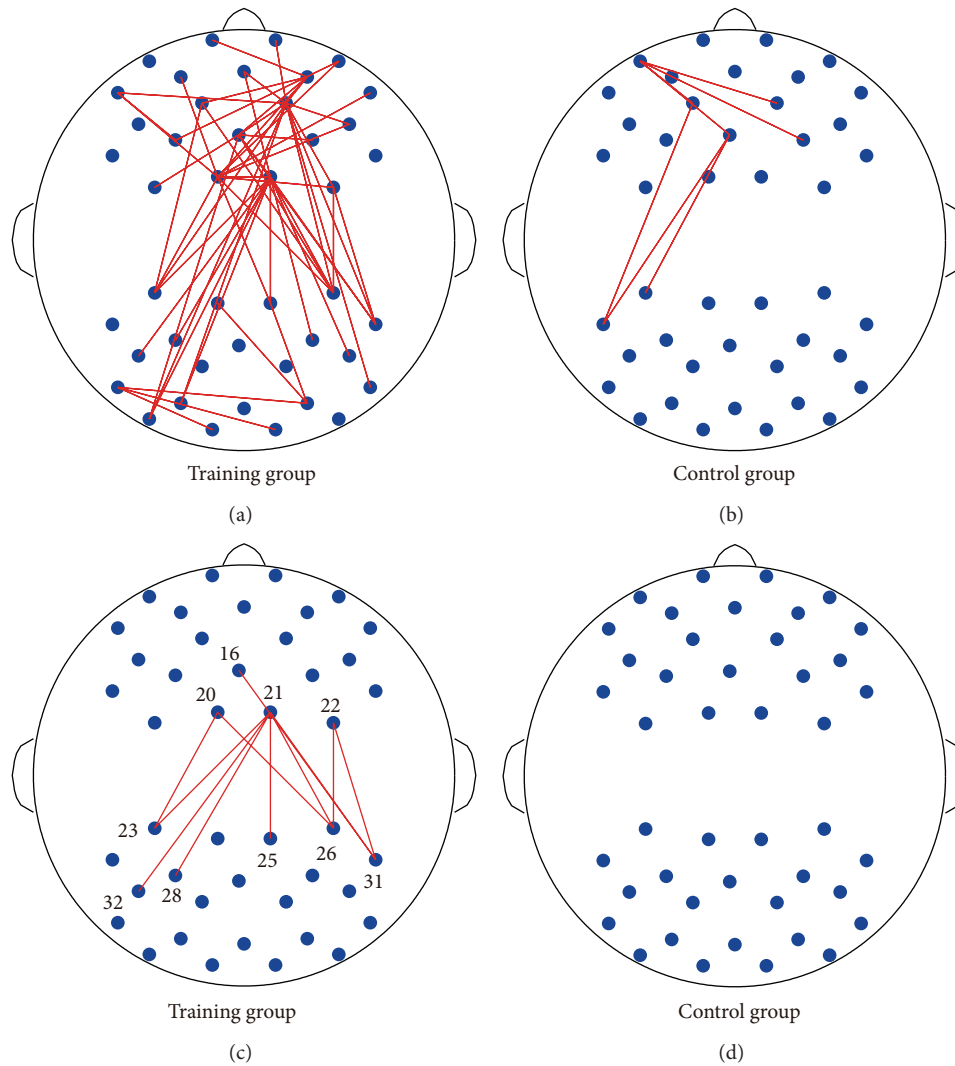 Training group
(a)
Control group
(b)
16
20
21
22
23
25
26
31
28
32
Training group
(c)
Control group
(d)